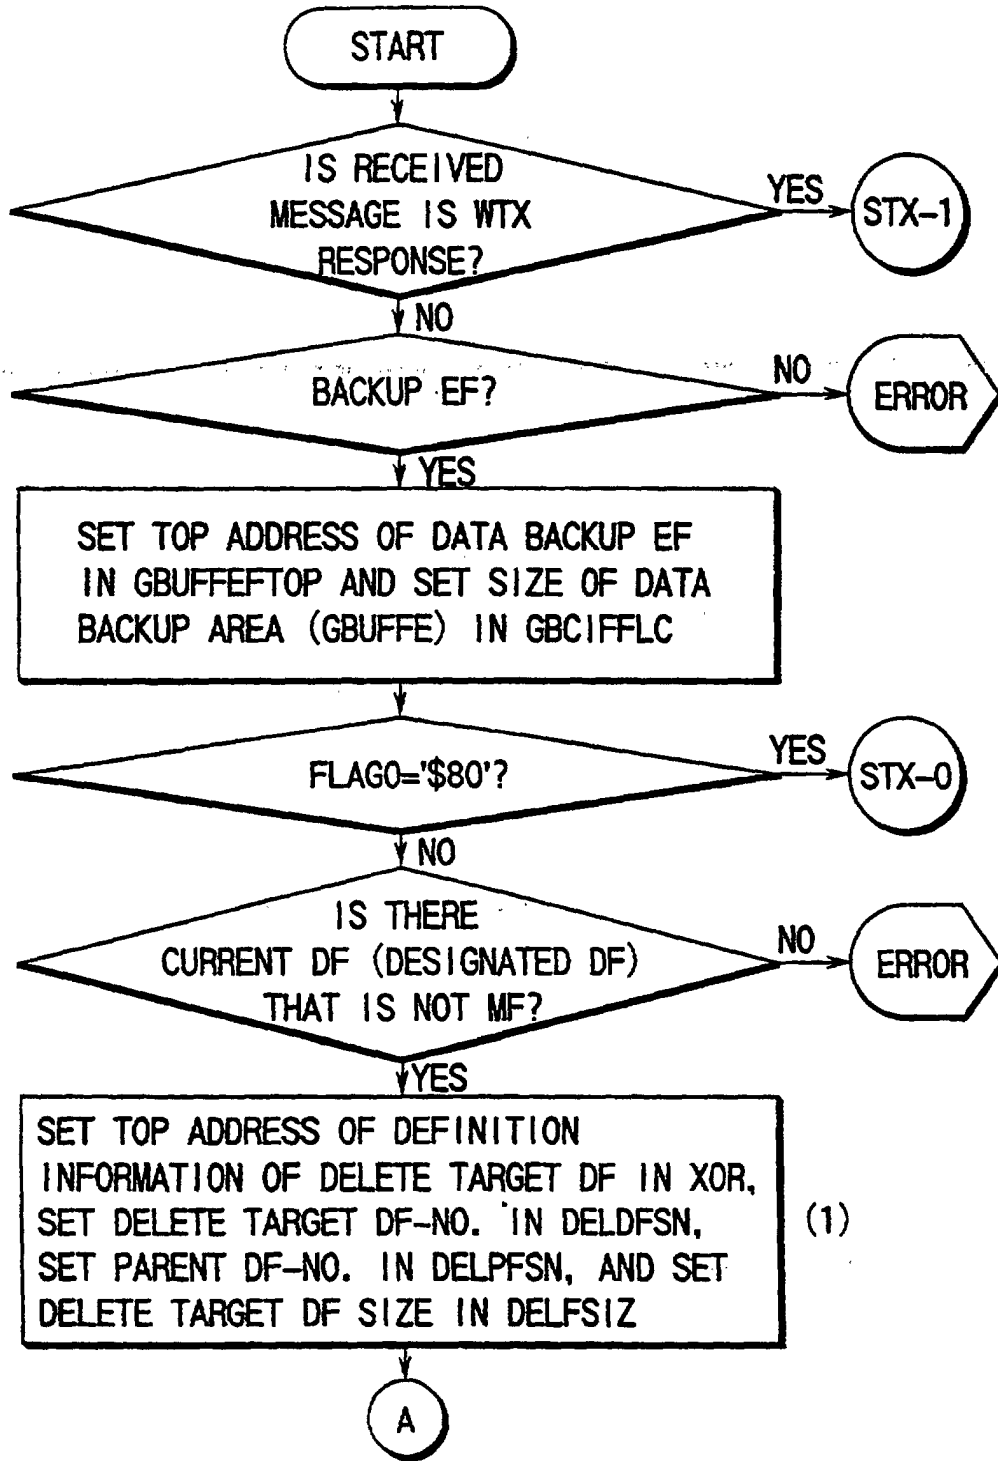 START
IS RECEIVED
MESSAGE IS WTX
RESPONSE?
YES
STX-1
NO
BACKUP EF?
NO
ERROR
YES
SET TOP ADDRESS OF DATA BACKUP EF
IN GBUFFEFTOP AND SET SIZE OF DATA
BACKUP AREA (GBUFFE) IN GBCIFFLC
FLAG0='$80'?
YES
STX-0
NO
IS THERE
CURRENT DF (DESIGNATED DF)
THAT IS NOT MF?
NO
ERROR
YES
SET TOP ADDRESS OF DEFINITION
INFORMATION OF DELETE TARGET DF IN XOR,
SET DELETE TARGET DF-NO. IN DELDFSN,
SET PARENT DF-NO. IN DELPFSN, AND SET
DELETE TARGET DF SIZE IN DELFSIZ
(1)
A